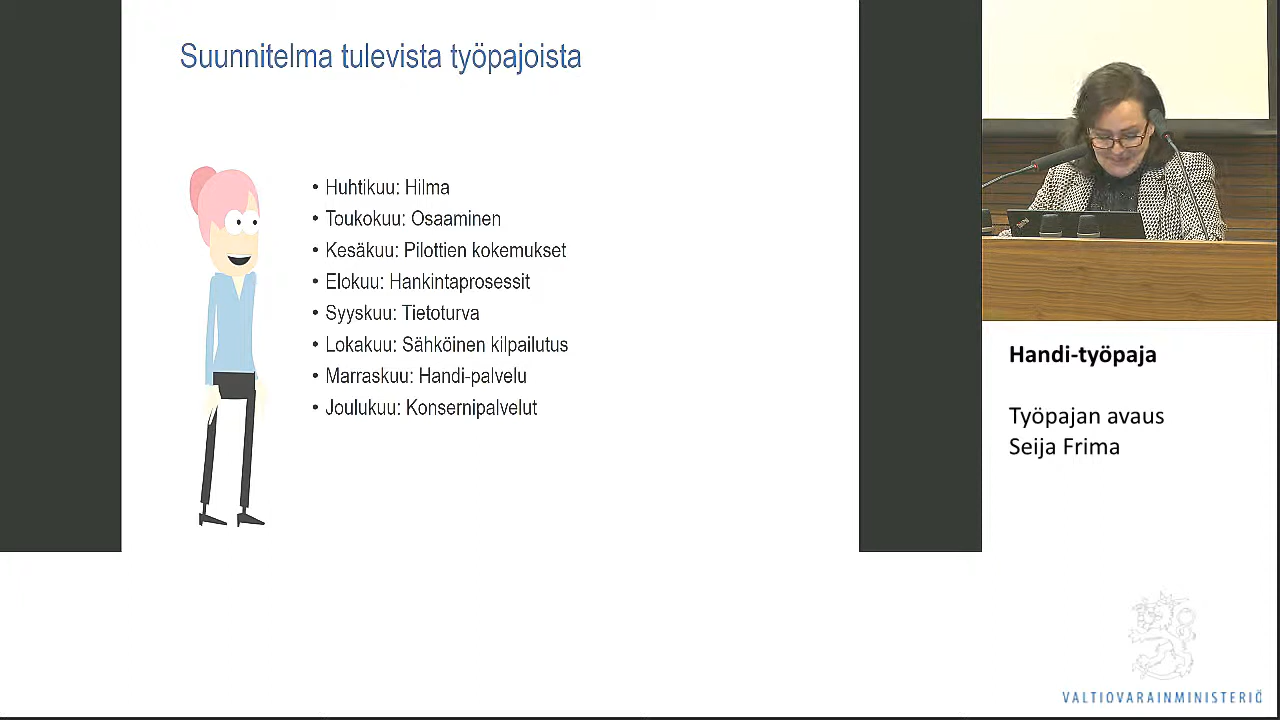 Suunnitelma tulevista työpajoista
• Huhtikuu: Hilma
• Toukokuu: Osaaminen
• Kesäkuu: Pilottien kokemukset
• Elokuu: Hankintaprosessit
• Syyskuu: Tietoturva
• Lokakuu: Sähköinen kilpailutus
• Marraskuu: Handi-palvelu
• Joulukuu: Konsernipalvelut
Handi-työpaja
Työpajan avaus
Seija Frima
VALTIOVARAINMINISTERIÖ